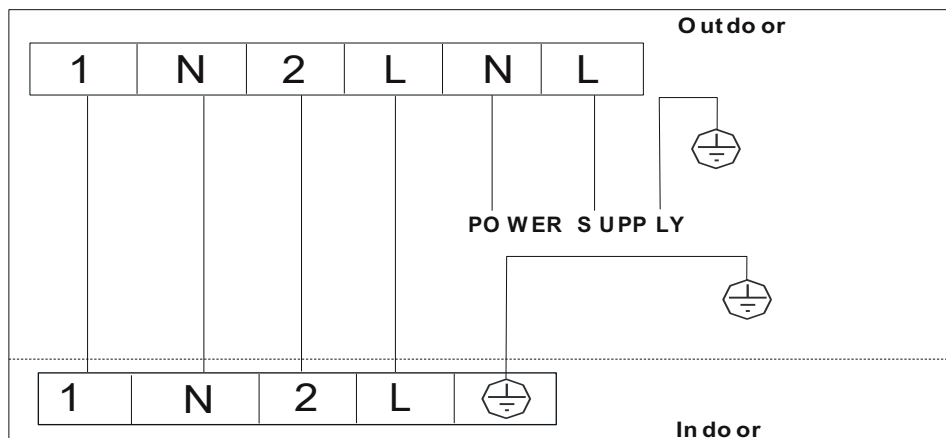 Outdoor
1 N 2 L N L
POWER SUPPLY
1 N 2 L
Indoor